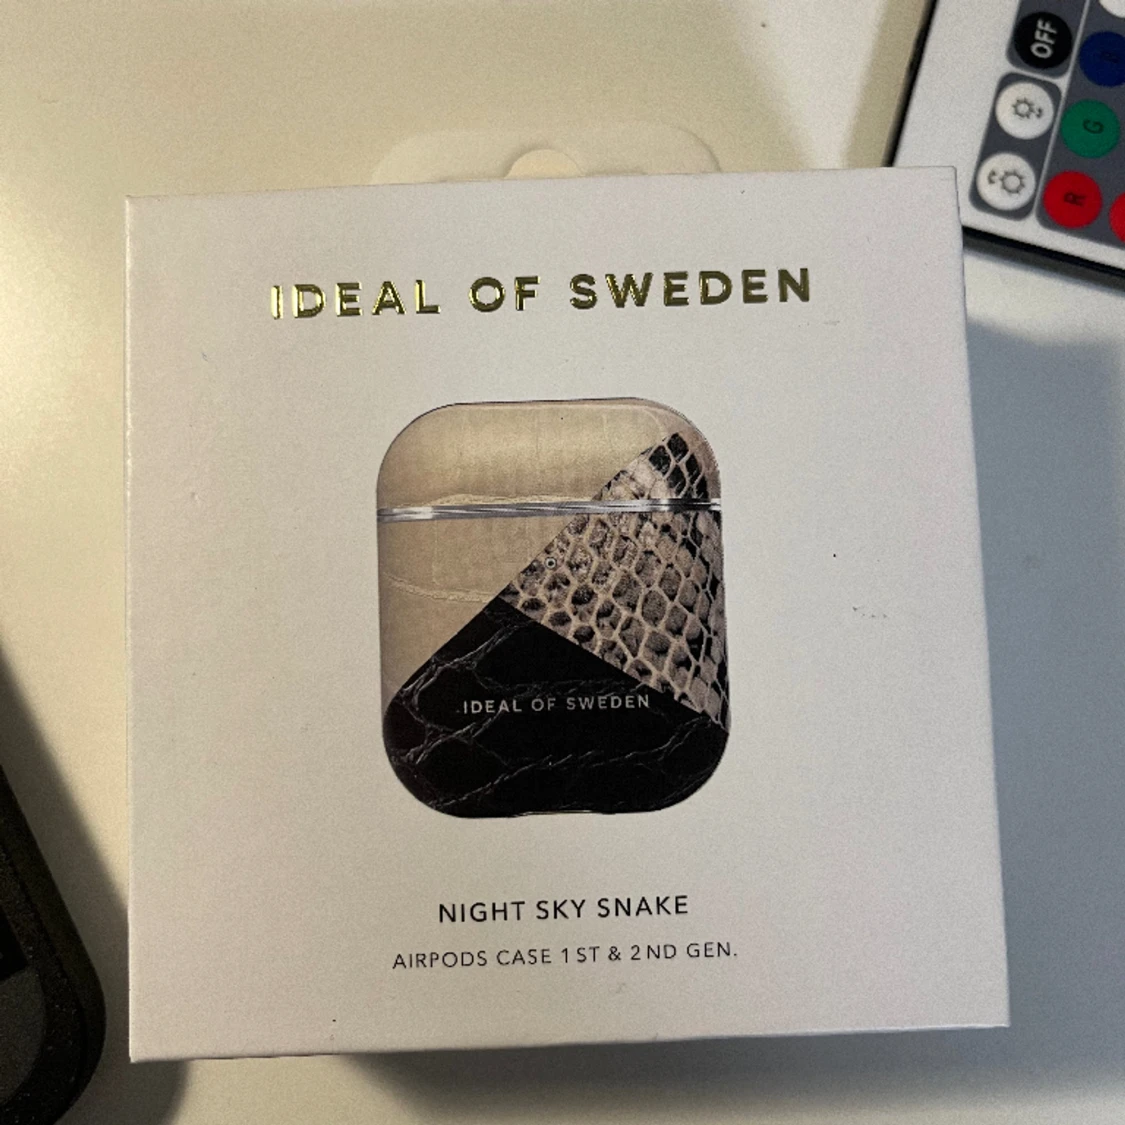 IDEAL OF SWEDEN
IDEAL OF SWEDEN
NIGHT SKY SNAKE
AIRPODS CASE 1ST & 2ND GEN.
OFF
G
R